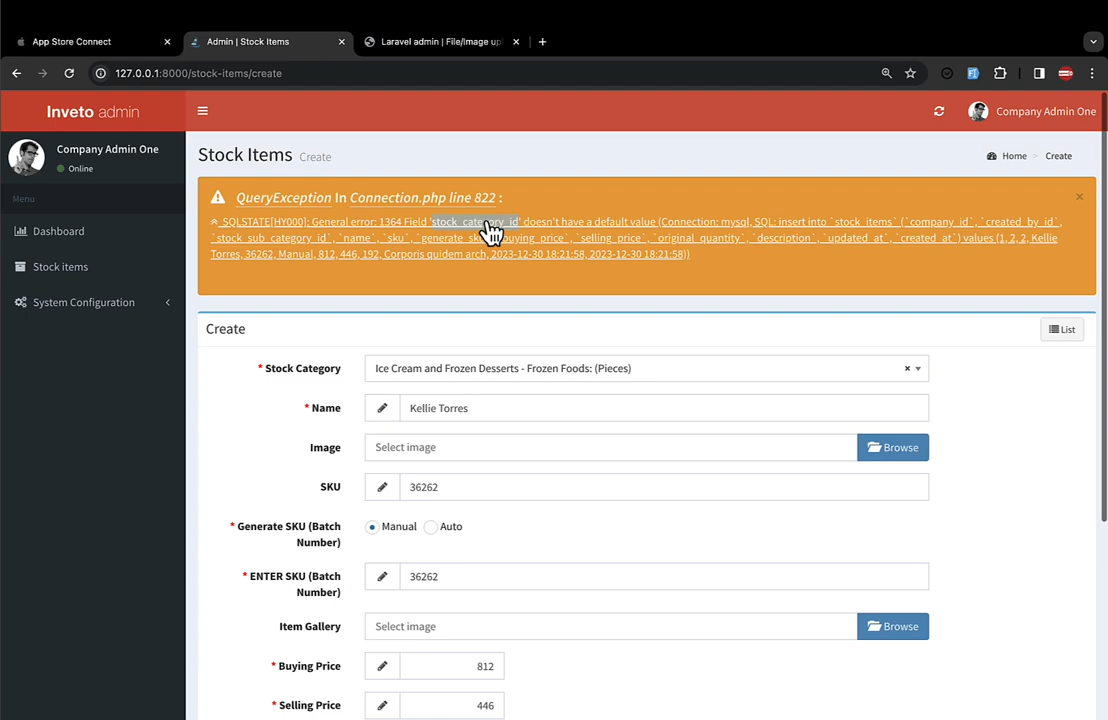 App Store Connect
Admin | Stock Items
Laravel admin | File/Image upl
127.0.0.1:8000/stock-items/create
Inveto admin
Company Admin One
Company Admin One
Online
Stock Items Create
Home
Create
Menu
Dashboard
Stock items
System Configuration
QueryException In Connection.php line 822 :
SQLSTATE[HY000]: General error: 1364 Field 'stock_category_id' doesn't have a default value (Connection: mysql, SQL: insert into `stock_items` (`company_id`, `created_by_id`,
`stock_sub_category_id`, `name`, `sku`, `generate_sku`, `buying_price`, `selling_price`, `original_quantity`, `description`, `updated_at`, `created_at`) values (1, 2, 2, Kellie
Torres, 36262, Manual, 812, 446, 192, Corporis quidem arch, 2023-12-30 18:21:58, 2023-12-30 18:21:58))
Create
List
* Stock Category
Ice Cream and Frozen Desserts - Frozen Foods: (Pieces)
* Name
Kellie Torres
Image
Select image
Browse
SKU
36262
* Generate SKU (Batch
Number)
Manual
Auto
* ENTER SKU (Batch
Number)
36262
Item Gallery
Select image
Browse
* Buying Price
812
* Selling Price
446